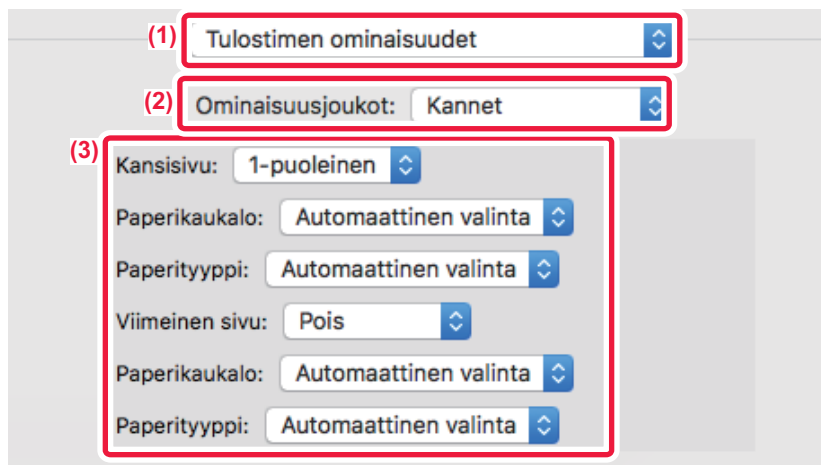 (1) Tulostimen ominaisuudet
(2) Ominaisuusjoukot: Kannet
(3)
Kansisivu: 1-puoleinen
Paperikaukalo: Automaattinen valinta
Paperityyppi: Automaattinen valinta
Viimeinen sivu: Pois
Paperikaukalo: Automaattinen valinta
Paperityyppi: Automaattinen valinta